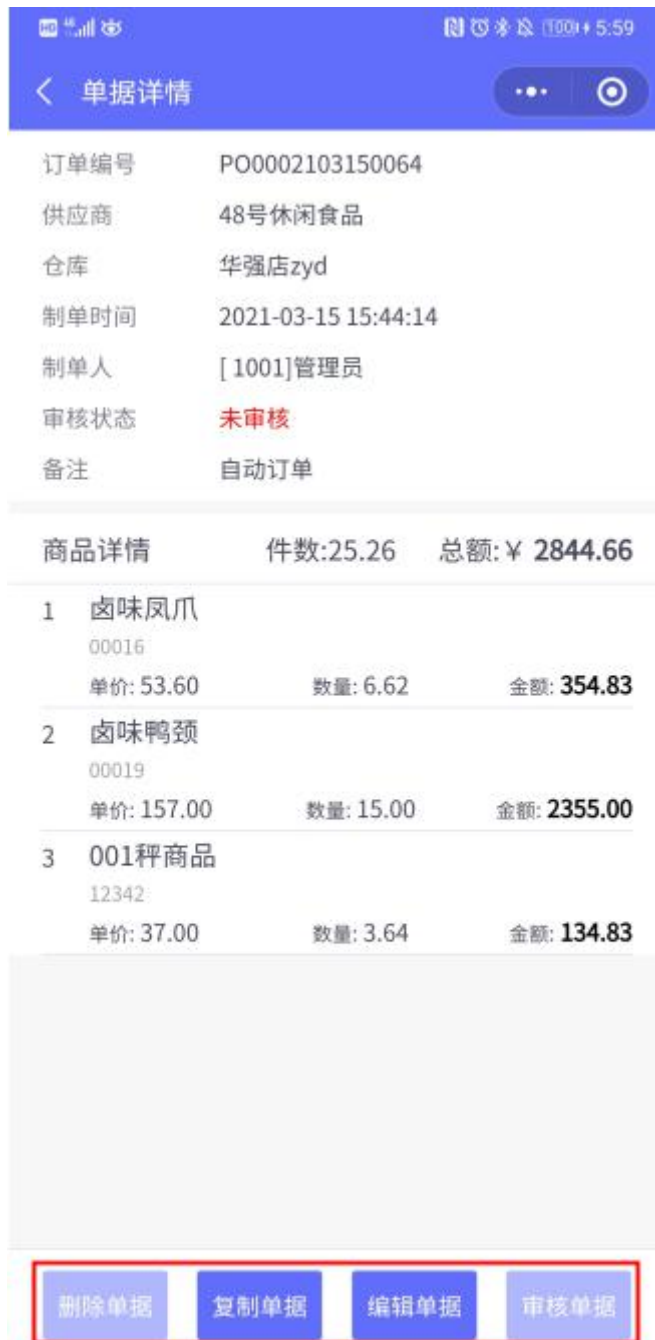 HD 46 100 5:59
单据详情
订单编号 PO0002103150064
供应商 48号休闲食品
仓库 华强店zyd
制单时间 2021-03-15 15:44:14
制单人 [ 1001]管理员
审核状态 未审核
备注 自动订单
商品详情 件数:25.26 总额:¥ 2844.66
1 卤味凤爪
00016
单价: 53.60 数量: 6.62 金额: 354.83
2 卤味鸭颈
00019
单价: 157.00 数量: 15.00 金额: 2355.00
3 001秤商品
12342
单价: 37.00 数量: 3.64 金额: 134.83
删除单据 复制单据 编辑单据 审核单据